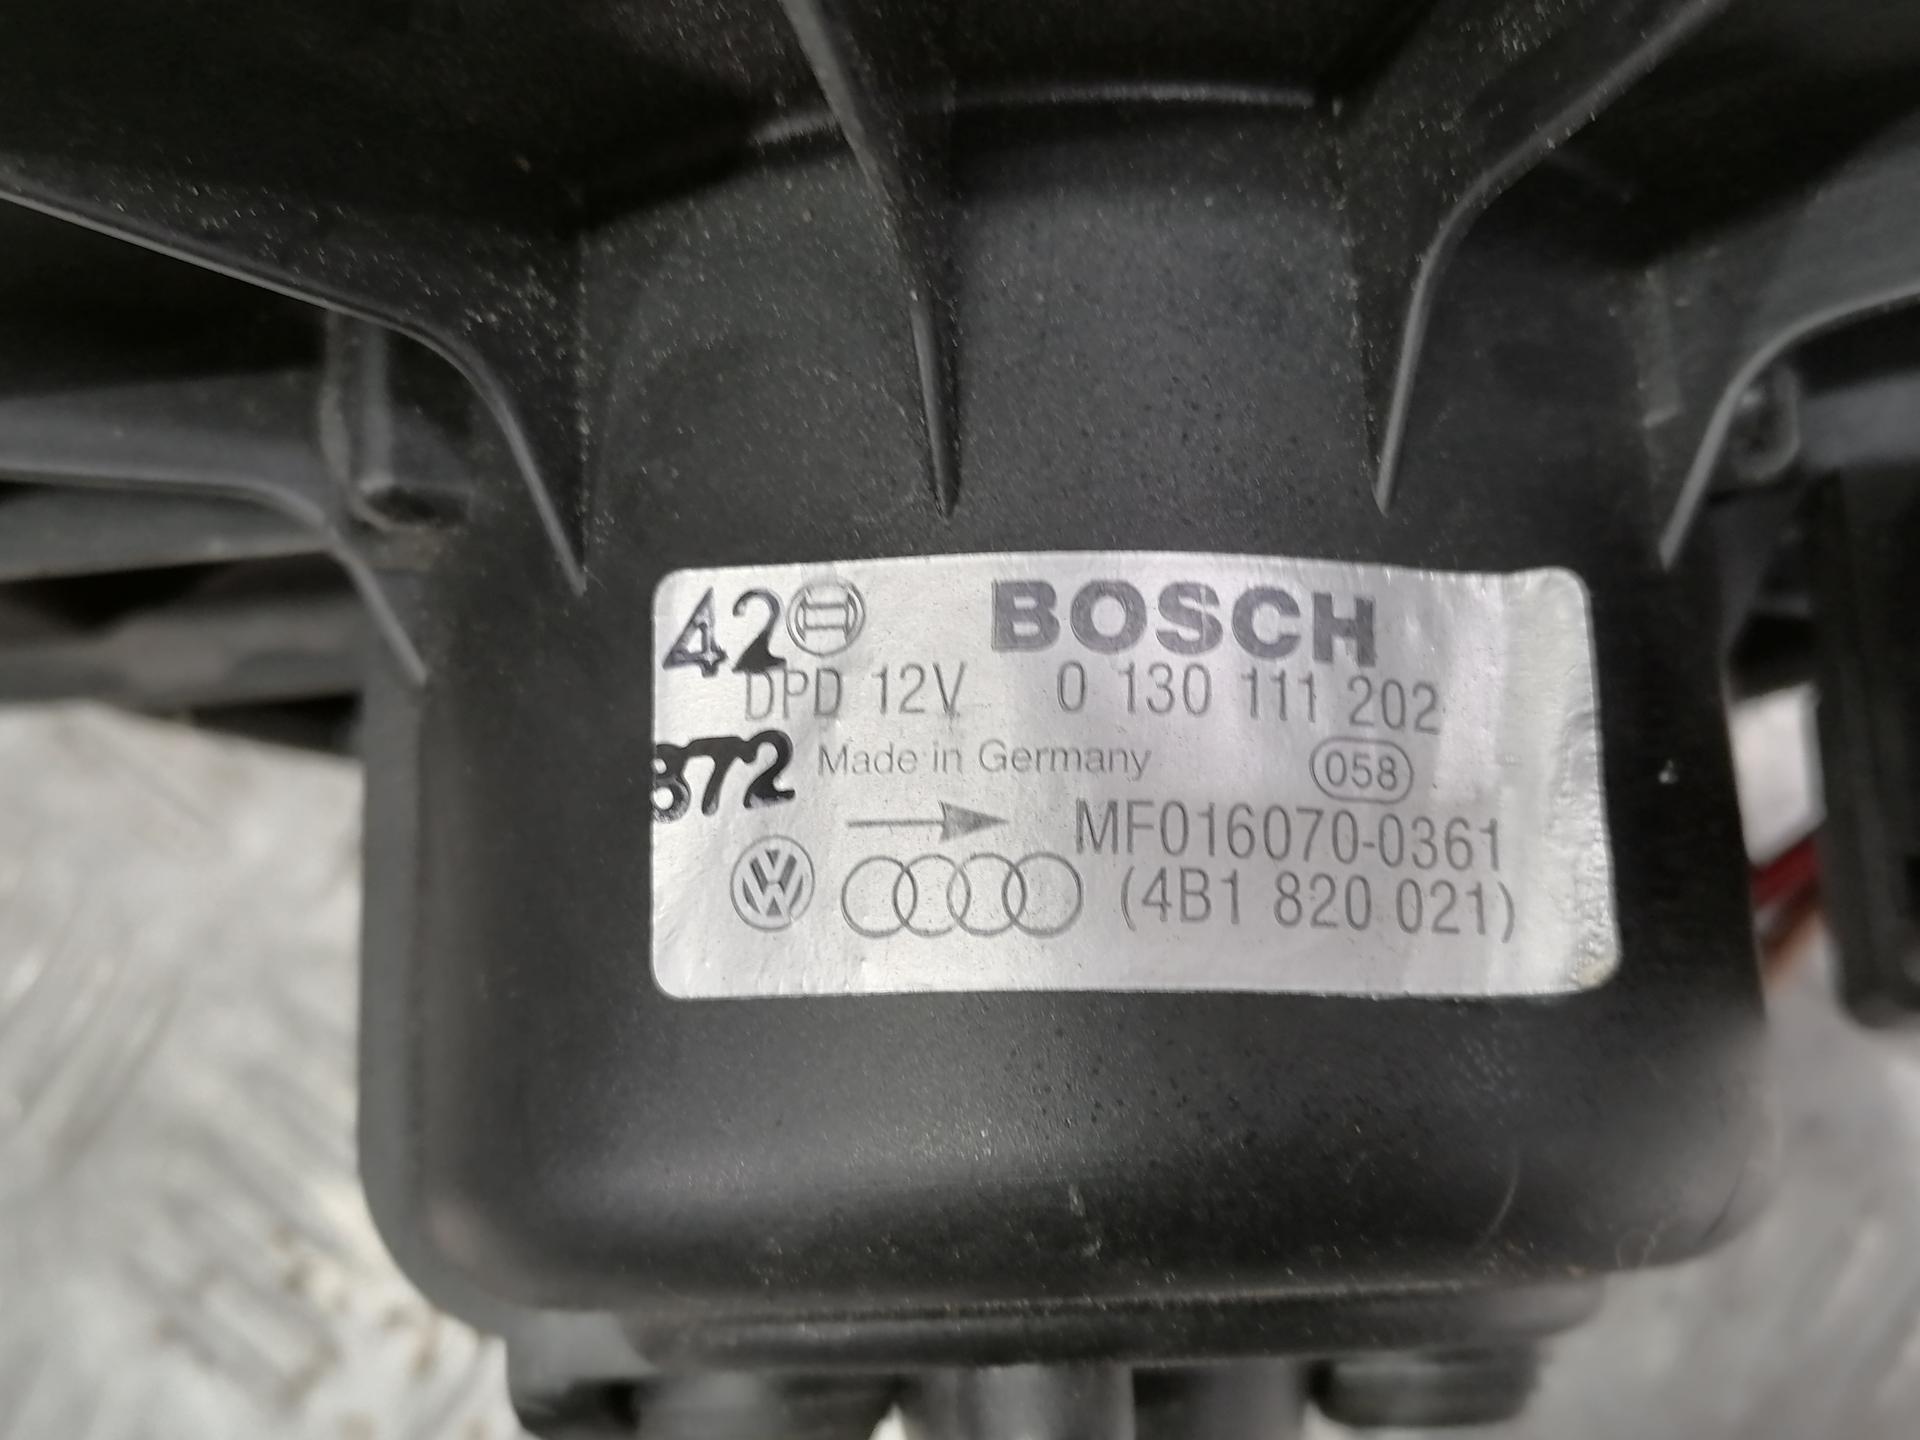 42 BOSCH
DPD 12V 0 130 111 202
872 Made in Germany 058
MF016070-0361
(4B1 820 021)